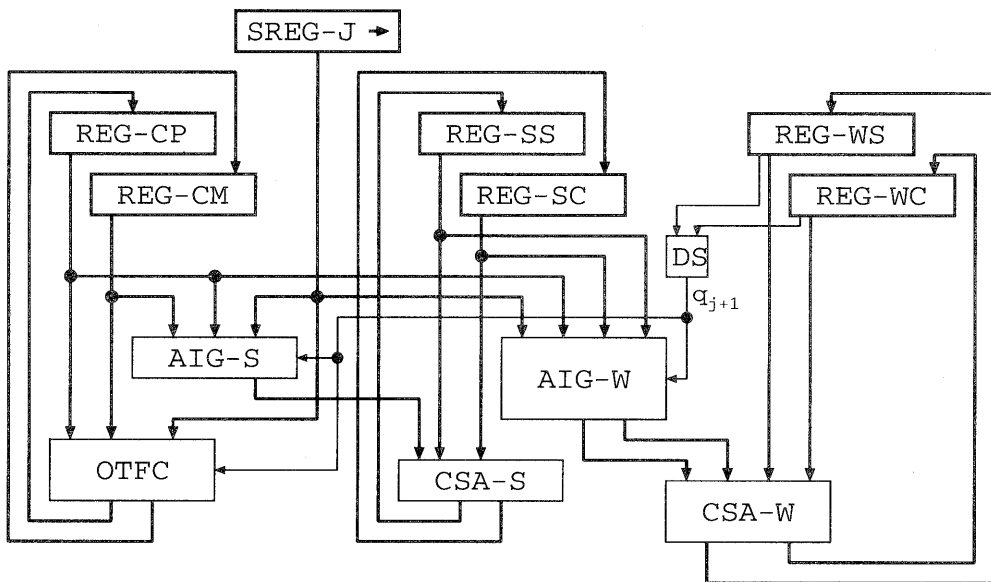 SREG-J
REG-CP
REG-SS
REG-WS
REG-CM
REG-SC
REG-WC
DS
q_{j+1}
AIG-S
AIG-W
OTFC
CSA-S
CSA-W